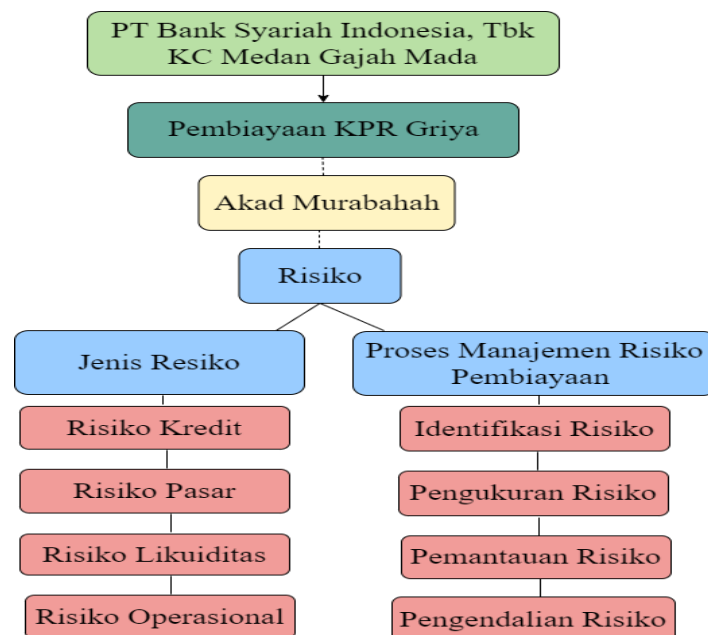 PT Bank Syariah Indonesia, Tbk
KC Medan Gajah Mada
Pembiayaan KPR Griya
Akad Murabahah
Risiko
Jenis Resiko
Risiko Kredit
Risiko Pasar
Risiko Likuiditas
Risiko Operasional
Proses Manajemen Risiko
Pembiayaan
Identifikasi Risiko
Pengukuran Risiko
Pemantauan Risiko
Pengendalian Risiko